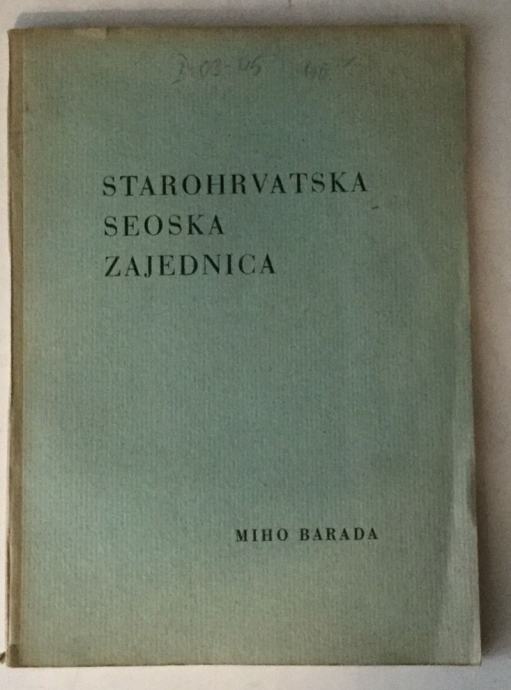 STAROHRVATSKA
SEOSKA
ZAJEDNICA
MIHO BARADA